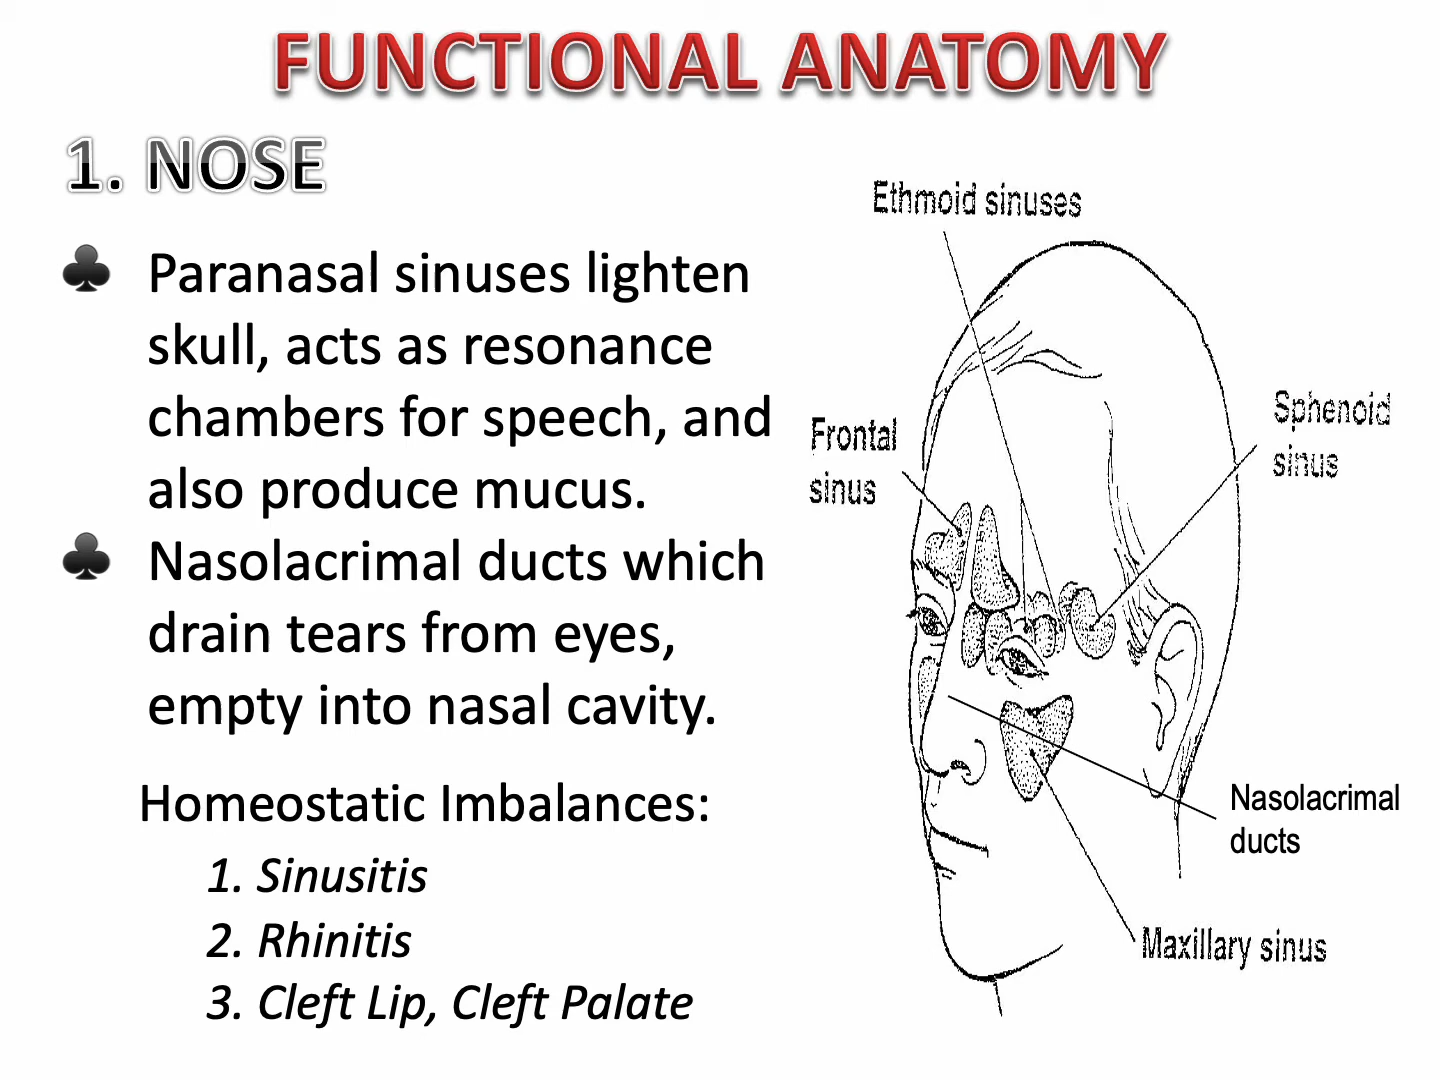 FUNCTIONAL ANATOMY
1. NOSE
♣ Paranasal sinuses lighten
skull, acts as resonance
chambers for speech, and
also produce mucus.
♣ Nasolacrimal ducts which
drain tears from eyes,
empty into nasal cavity.
Homeostatic Imbalances:
1. Sinusitis
2. Rhinitis
3. Cleft Lip, Cleft Palate
Ethmoid sinuses
Frontal
sinus
Sphenoid
sinus
Nasolacrimal
ducts
Maxillary sinus